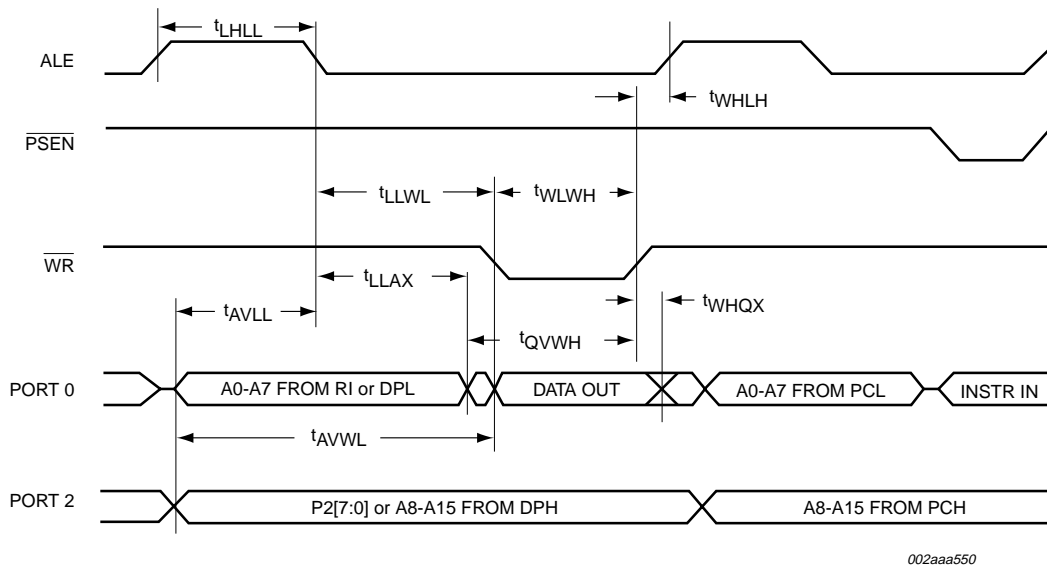 tLHLL
ALE
tWHLH
PSEN
tLLWL
tWLWH
WR
tLLAX
tWHQX
tAVLL
tQVWH
PORT 0
A0-A7 FROM RI or DPL
DATA OUT
A0-A7 FROM PCL
INSTR IN
tAVWL
PORT 2
P2[7:0] or A8-A15 FROM DPH
A8-A15 FROM PCH
002aaa550